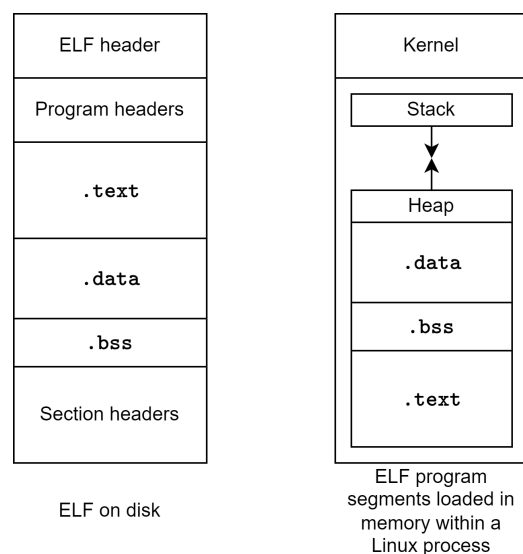 ELF header
Program headers
.text
.data
.bss
Section headers
ELF on disk
Kernel
Stack
Heap
.data
.bss
.text
ELF program
segments loaded in
memory within a
Linux process